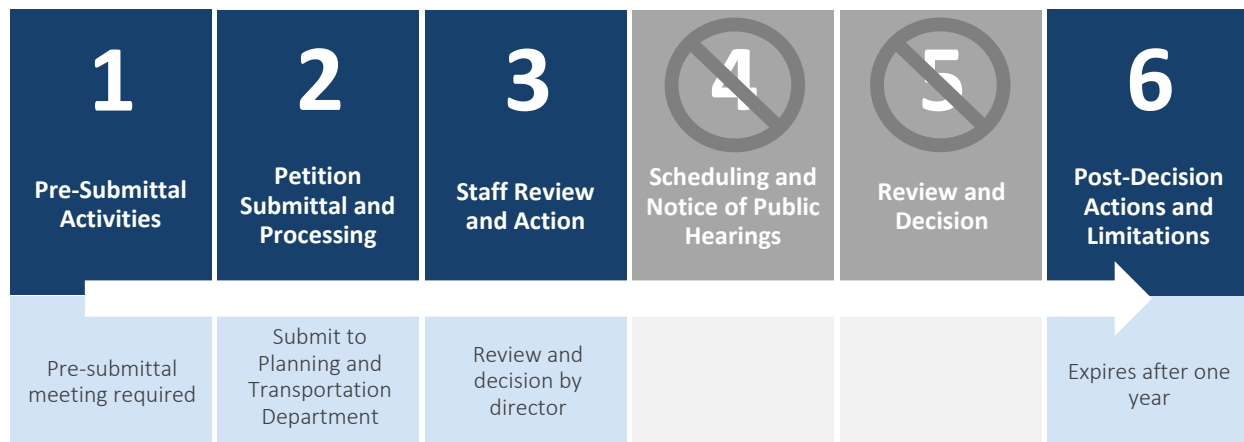 1
Pre-Submittal
Activities
Pre-submittal
meeting required
2
Petition
Submittal and
Processing
Submit to
Planning and
Transportation
Department
3
Staff Review
and Action
Review and
decision by
director
4
Scheduling and
Notice of Public
Hearings
5
Review and
Decision
6
Post-Decision
Actions and
Limitations
Expires after one
year